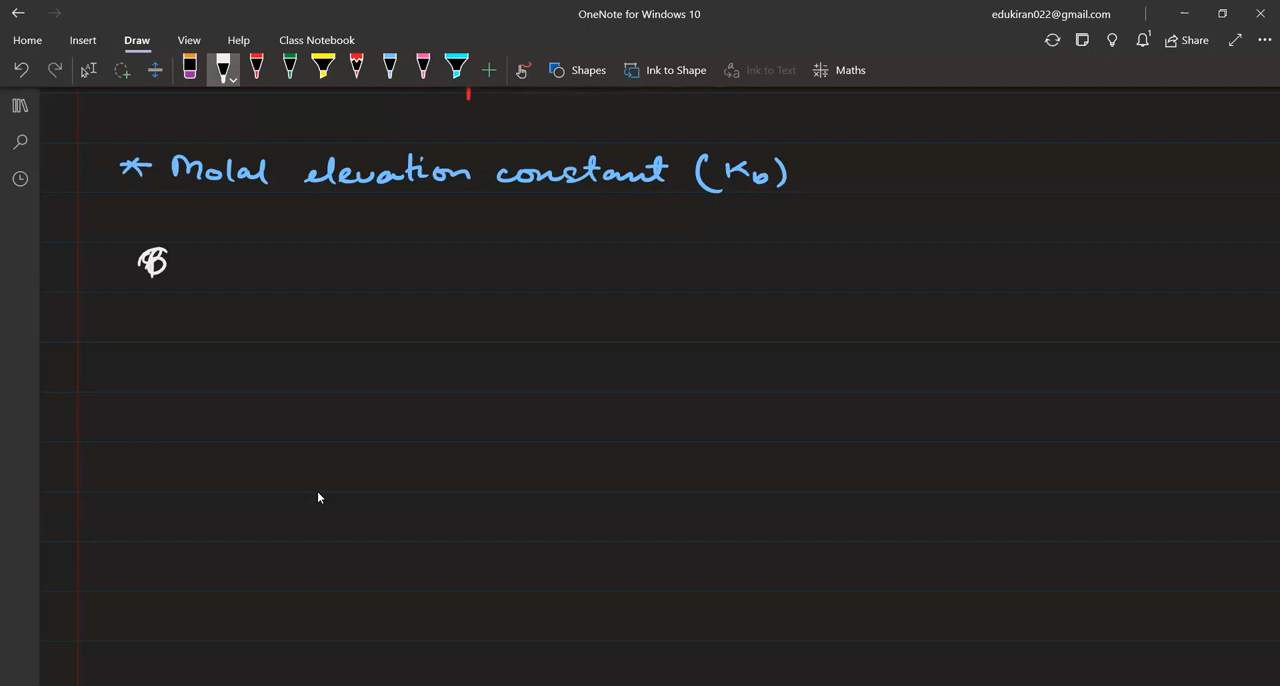 OneNote for Windows 10
edukiran022@gmail.com
Home Insert Draw View Help Class Notebook
1 Share
Shapes Ink to Shape Ink to Text Maths
* Molal elevation constant (Kb)
B